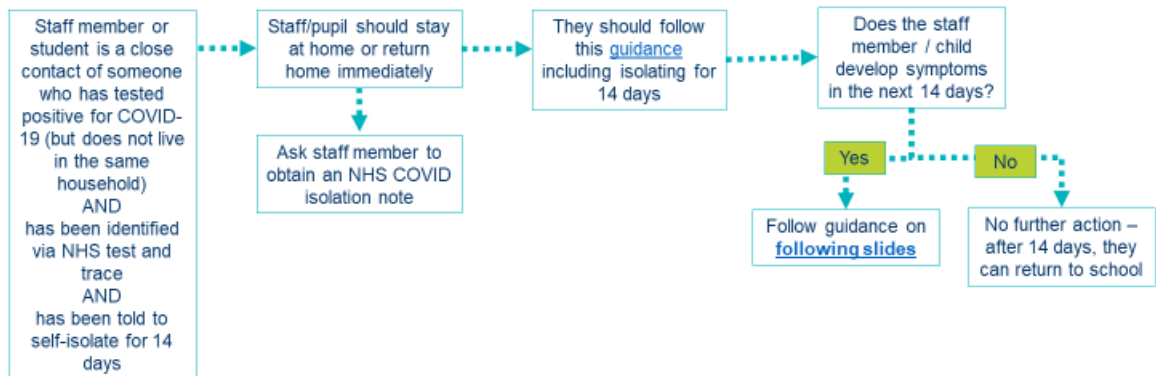 Staff member or
student is a close
contact of someone
who has tested
positive for COVID-
19 (but does not live
in the same
household)
AND
has been identified
via NHS test and
trace
AND
has been told to
self-isolate for 14
days
Staff/pupil should stay
at home or return
home immediately
Ask staff member to
obtain an NHS COVID
isolation note
They should follow
this guidance
including isolating for
14 days
Does the staff
member / child
develop symptoms
in the next 14 days?
Yes
No
Follow guidance on
following slides
No further action –
after 14 days, they
can return to school